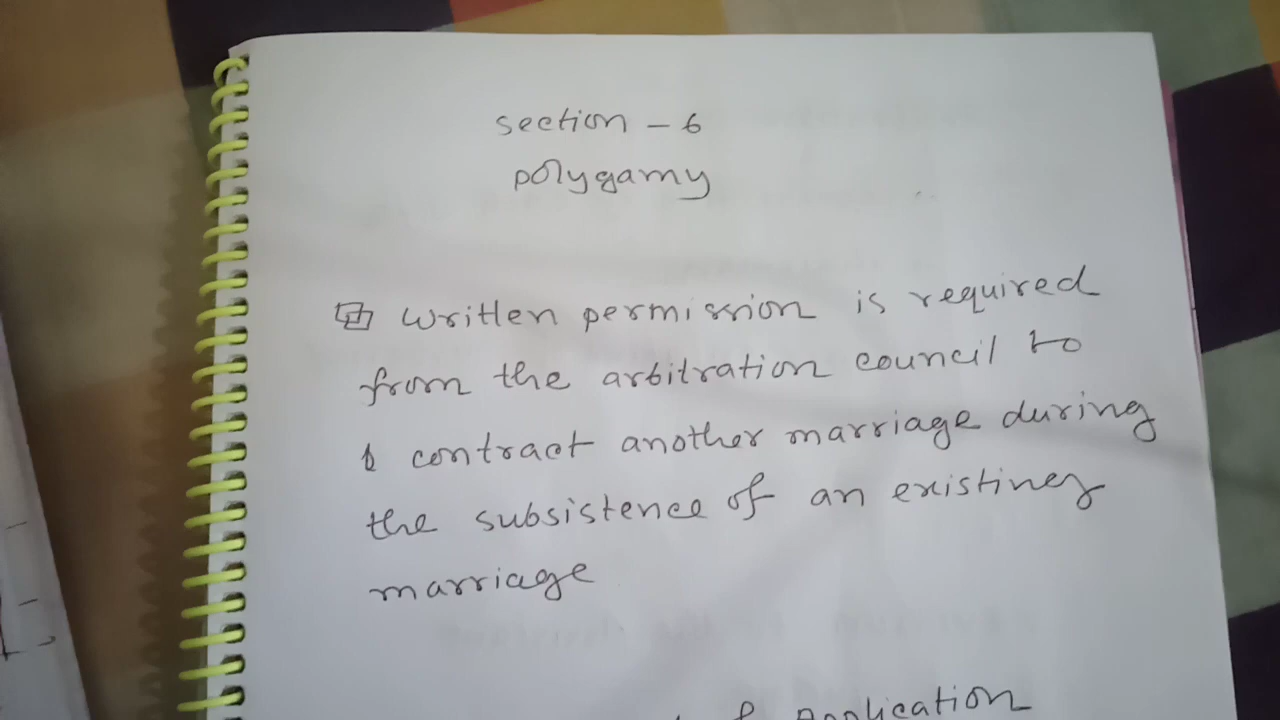 section - 6
polygamy
written permission is required
from the arbitration council to
contract another marriage during
the subsistence of an existing
marriage
Application